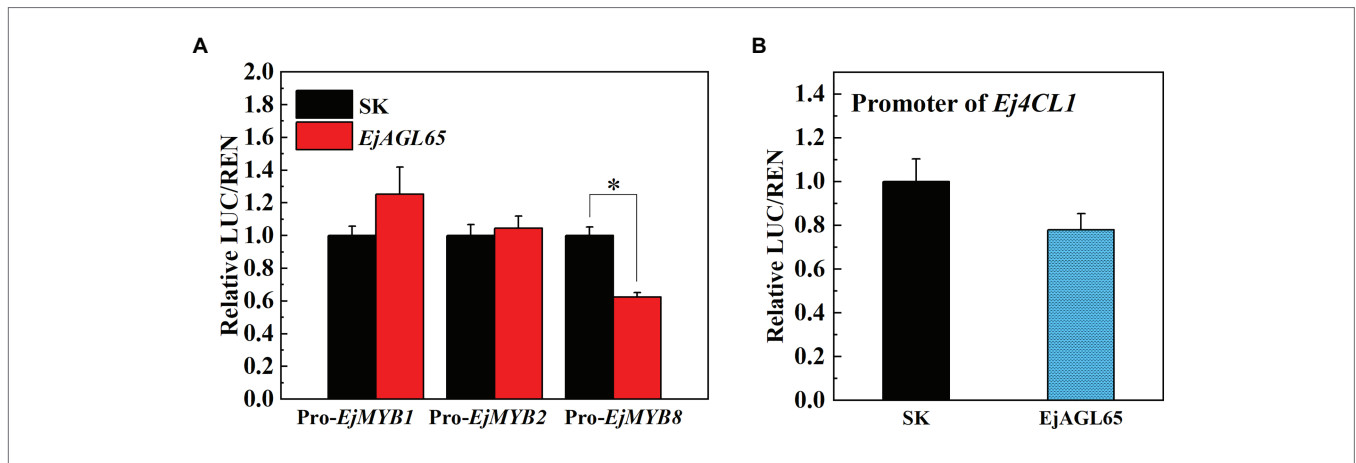 A
Relative LUC/REN
2.0
1.8
1.6
1.4
1.2
1.0
0.8
0.6
0.4
0.2
0.0
SK
EjAGL65
*
Pro-EjMYB1 Pro-EjMYB2 Pro-EjMYB8
B
Relative LUC/REN
1.4
1.2
1.0
0.8
0.6
0.4
0.2
0.0
Promoter of Ej4CL1
SK EjAGL65